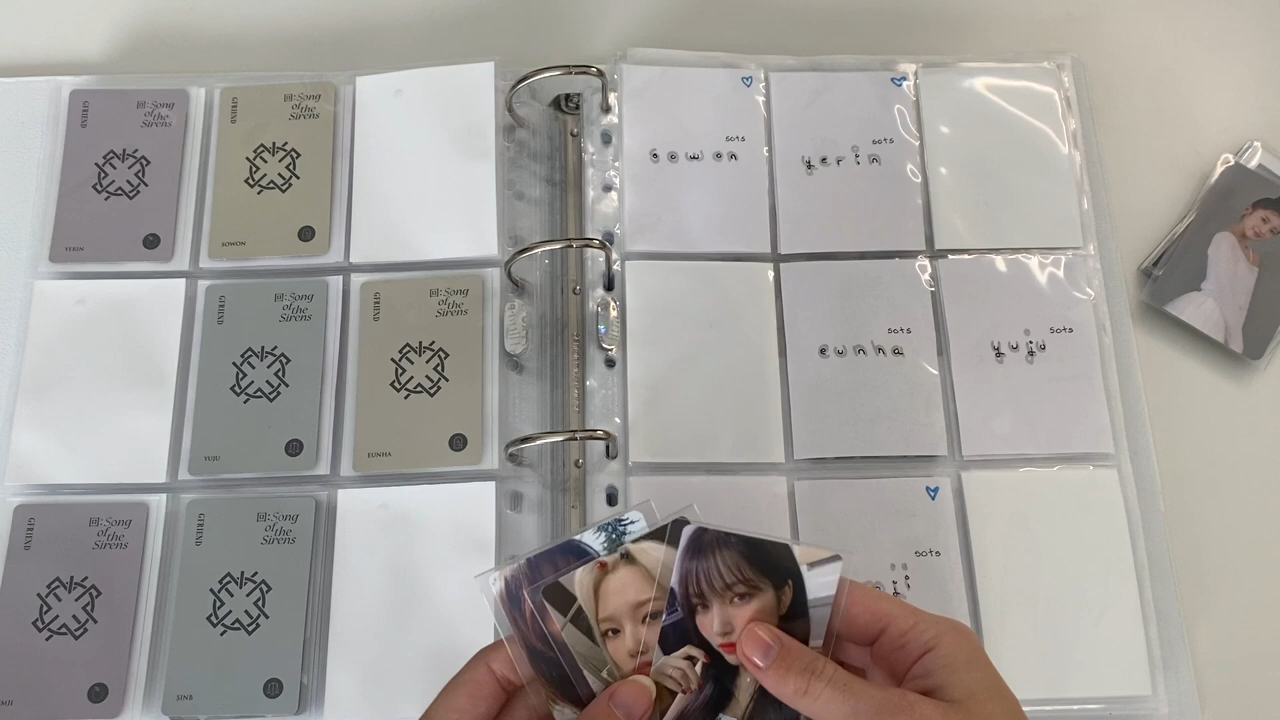 GFRIEND
回:Song
of the
Sirens
YERIN
GFRIEND
回:Song
of the
Sirens
SOWON
GFRIEND
回:Song
of the
Sirens
YUJU
GFRIEND
回:Song
of the
Sirens
EUNHA
GFRIEND
回:Song
of the
Sirens
MJI
GFRIEND
回:Song
of the
Sirens
SINB
sots
sowon
sots
yerin
sots
eunha
sots
yuju
sots